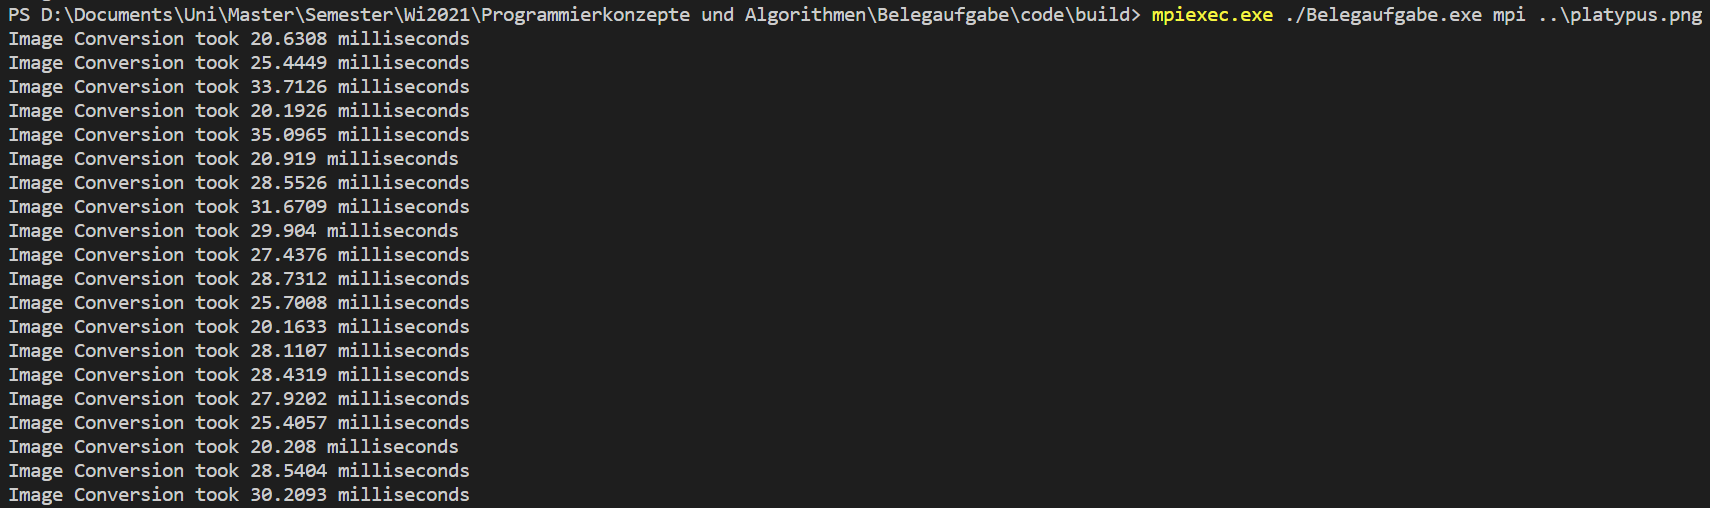 PS D:\Documents\Uni\Master\Semester\Wi2021\Programmierkonzepte und Algorithmen\Belegaufgabe\code\build> mpiexec.exe ./Belegaufgabe.exe mpi ..\platypus.png
Image Conversion took 20.6308 milliseconds
Image Conversion took 25.4449 milliseconds
Image Conversion took 33.7126 milliseconds
Image Conversion took 20.1926 milliseconds
Image Conversion took 35.0965 milliseconds
Image Conversion took 20.919 milliseconds
Image Conversion took 28.5526 milliseconds
Image Conversion took 31.6709 milliseconds
Image Conversion took 29.904 milliseconds
Image Conversion took 27.4376 milliseconds
Image Conversion took 28.7312 milliseconds
Image Conversion took 25.7008 milliseconds
Image Conversion took 20.1633 milliseconds
Image Conversion took 28.1107 milliseconds
Image Conversion took 28.4319 milliseconds
Image Conversion took 27.9202 milliseconds
Image Conversion took 25.4057 milliseconds
Image Conversion took 20.208 milliseconds
Image Conversion took 28.5404 milliseconds
Image Conversion took 30.2093 milliseconds